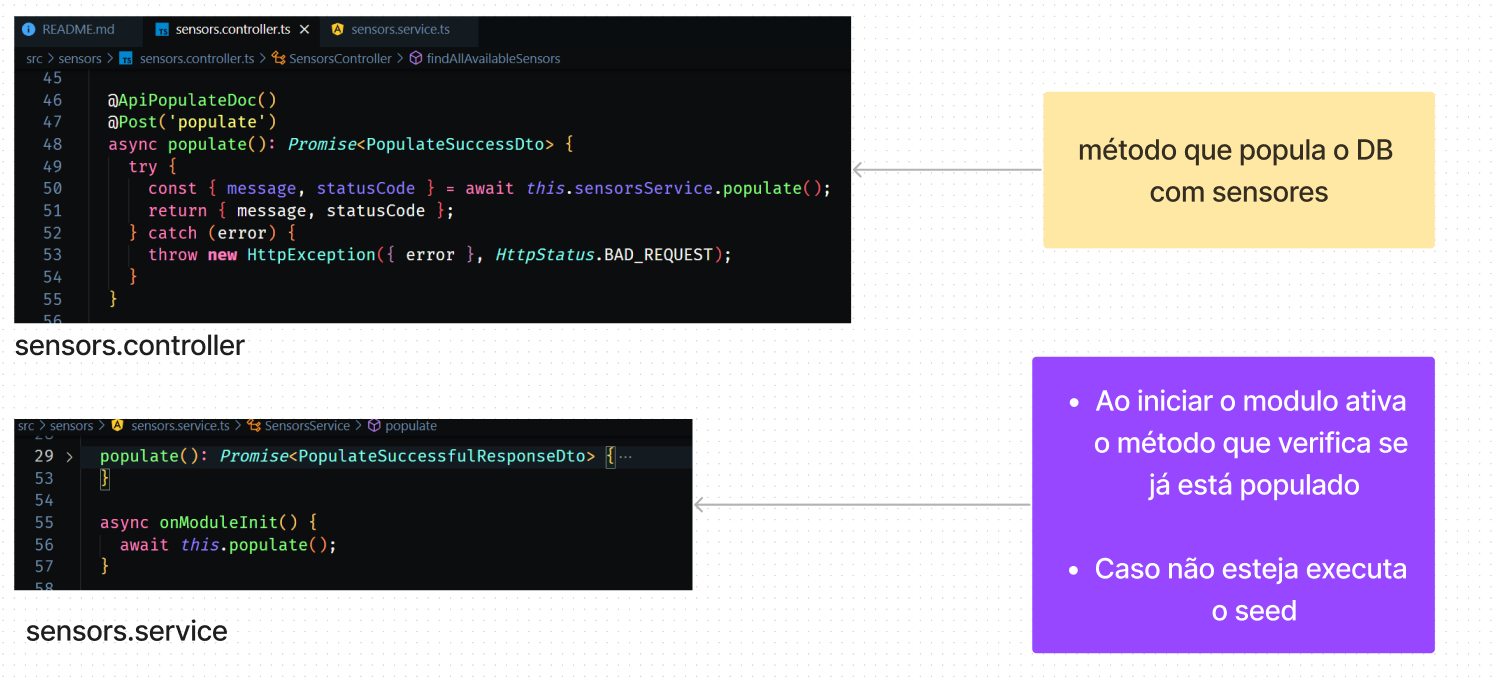 README.md sensors.controller.ts sensors.service.ts
src > sensors > sensors.controller.ts > SensorsController > findAllAvailableSensors
45
46 @ApiPopulateDoc()
47 @Post('populate')
48 async populate(): Promise<PopulateSuccessDto> {
49 try {
50 const { message, statusCode } = await this.sensorsService.populate();
51 return { message, statusCode };
52 } catch (error) {
53 throw new HttpException({ error }, HttpStatus.BAD_REQUEST);
54 }
55 }
56
sensors.controller
método que popula o DB
com sensores
src > sensors > sensors.service.ts > SensorsService > populate
29 > populate(): Promise<PopulateSuccessfulResponseDto> {···
53 }
54
55 async onModuleInit() {
56 await this.populate();
57 }
58
sensors.service
• Ao iniciar o modulo ativa
o método que verifica se
já está populado
• Caso não esteja executa
o seed